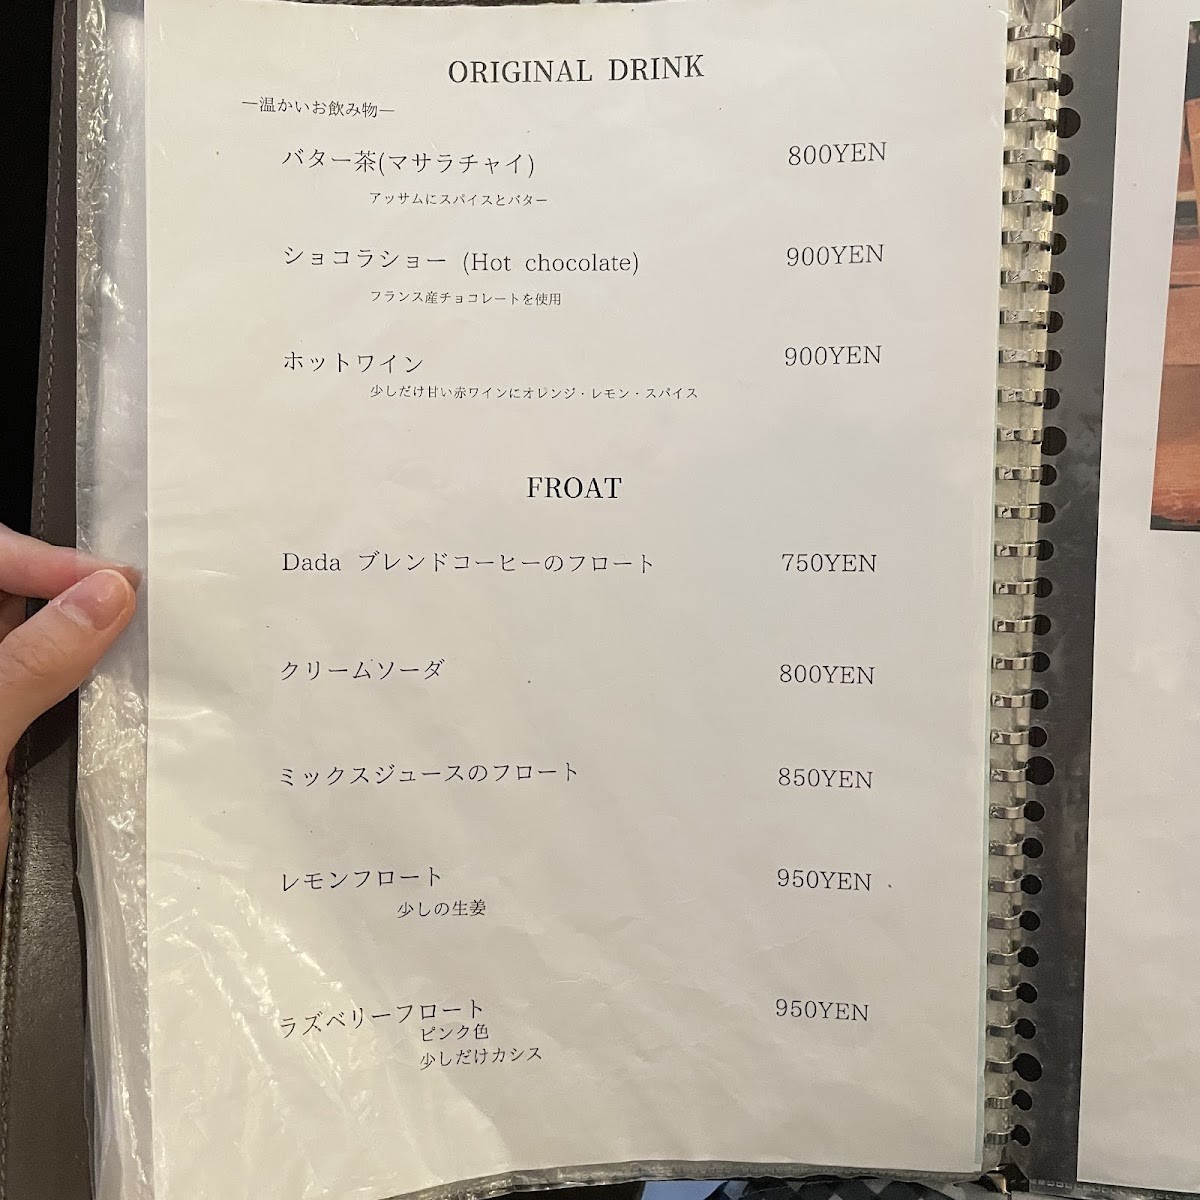 ORIGINAL DRINK
―温かいお飲み物―
バター茶(マサラチャイ) 800YEN
アッサムにスパイスとバター
ショコラショー (Hot chocolate) 900YEN
フランス産チョコレートを使用
ホットワイン 900YEN
少しだけ甘い赤ワインにオレンジ・レモン・スパイス
FROAT
Dada ブレンドコーヒーのフロート 750YEN
クリームソーダ 800YEN
ミックスジュースのフロート 850YEN
レモンフロート 950YEN
少しの生姜
ラズベリーフロート 950YEN
ピンク色
少しだけカシス